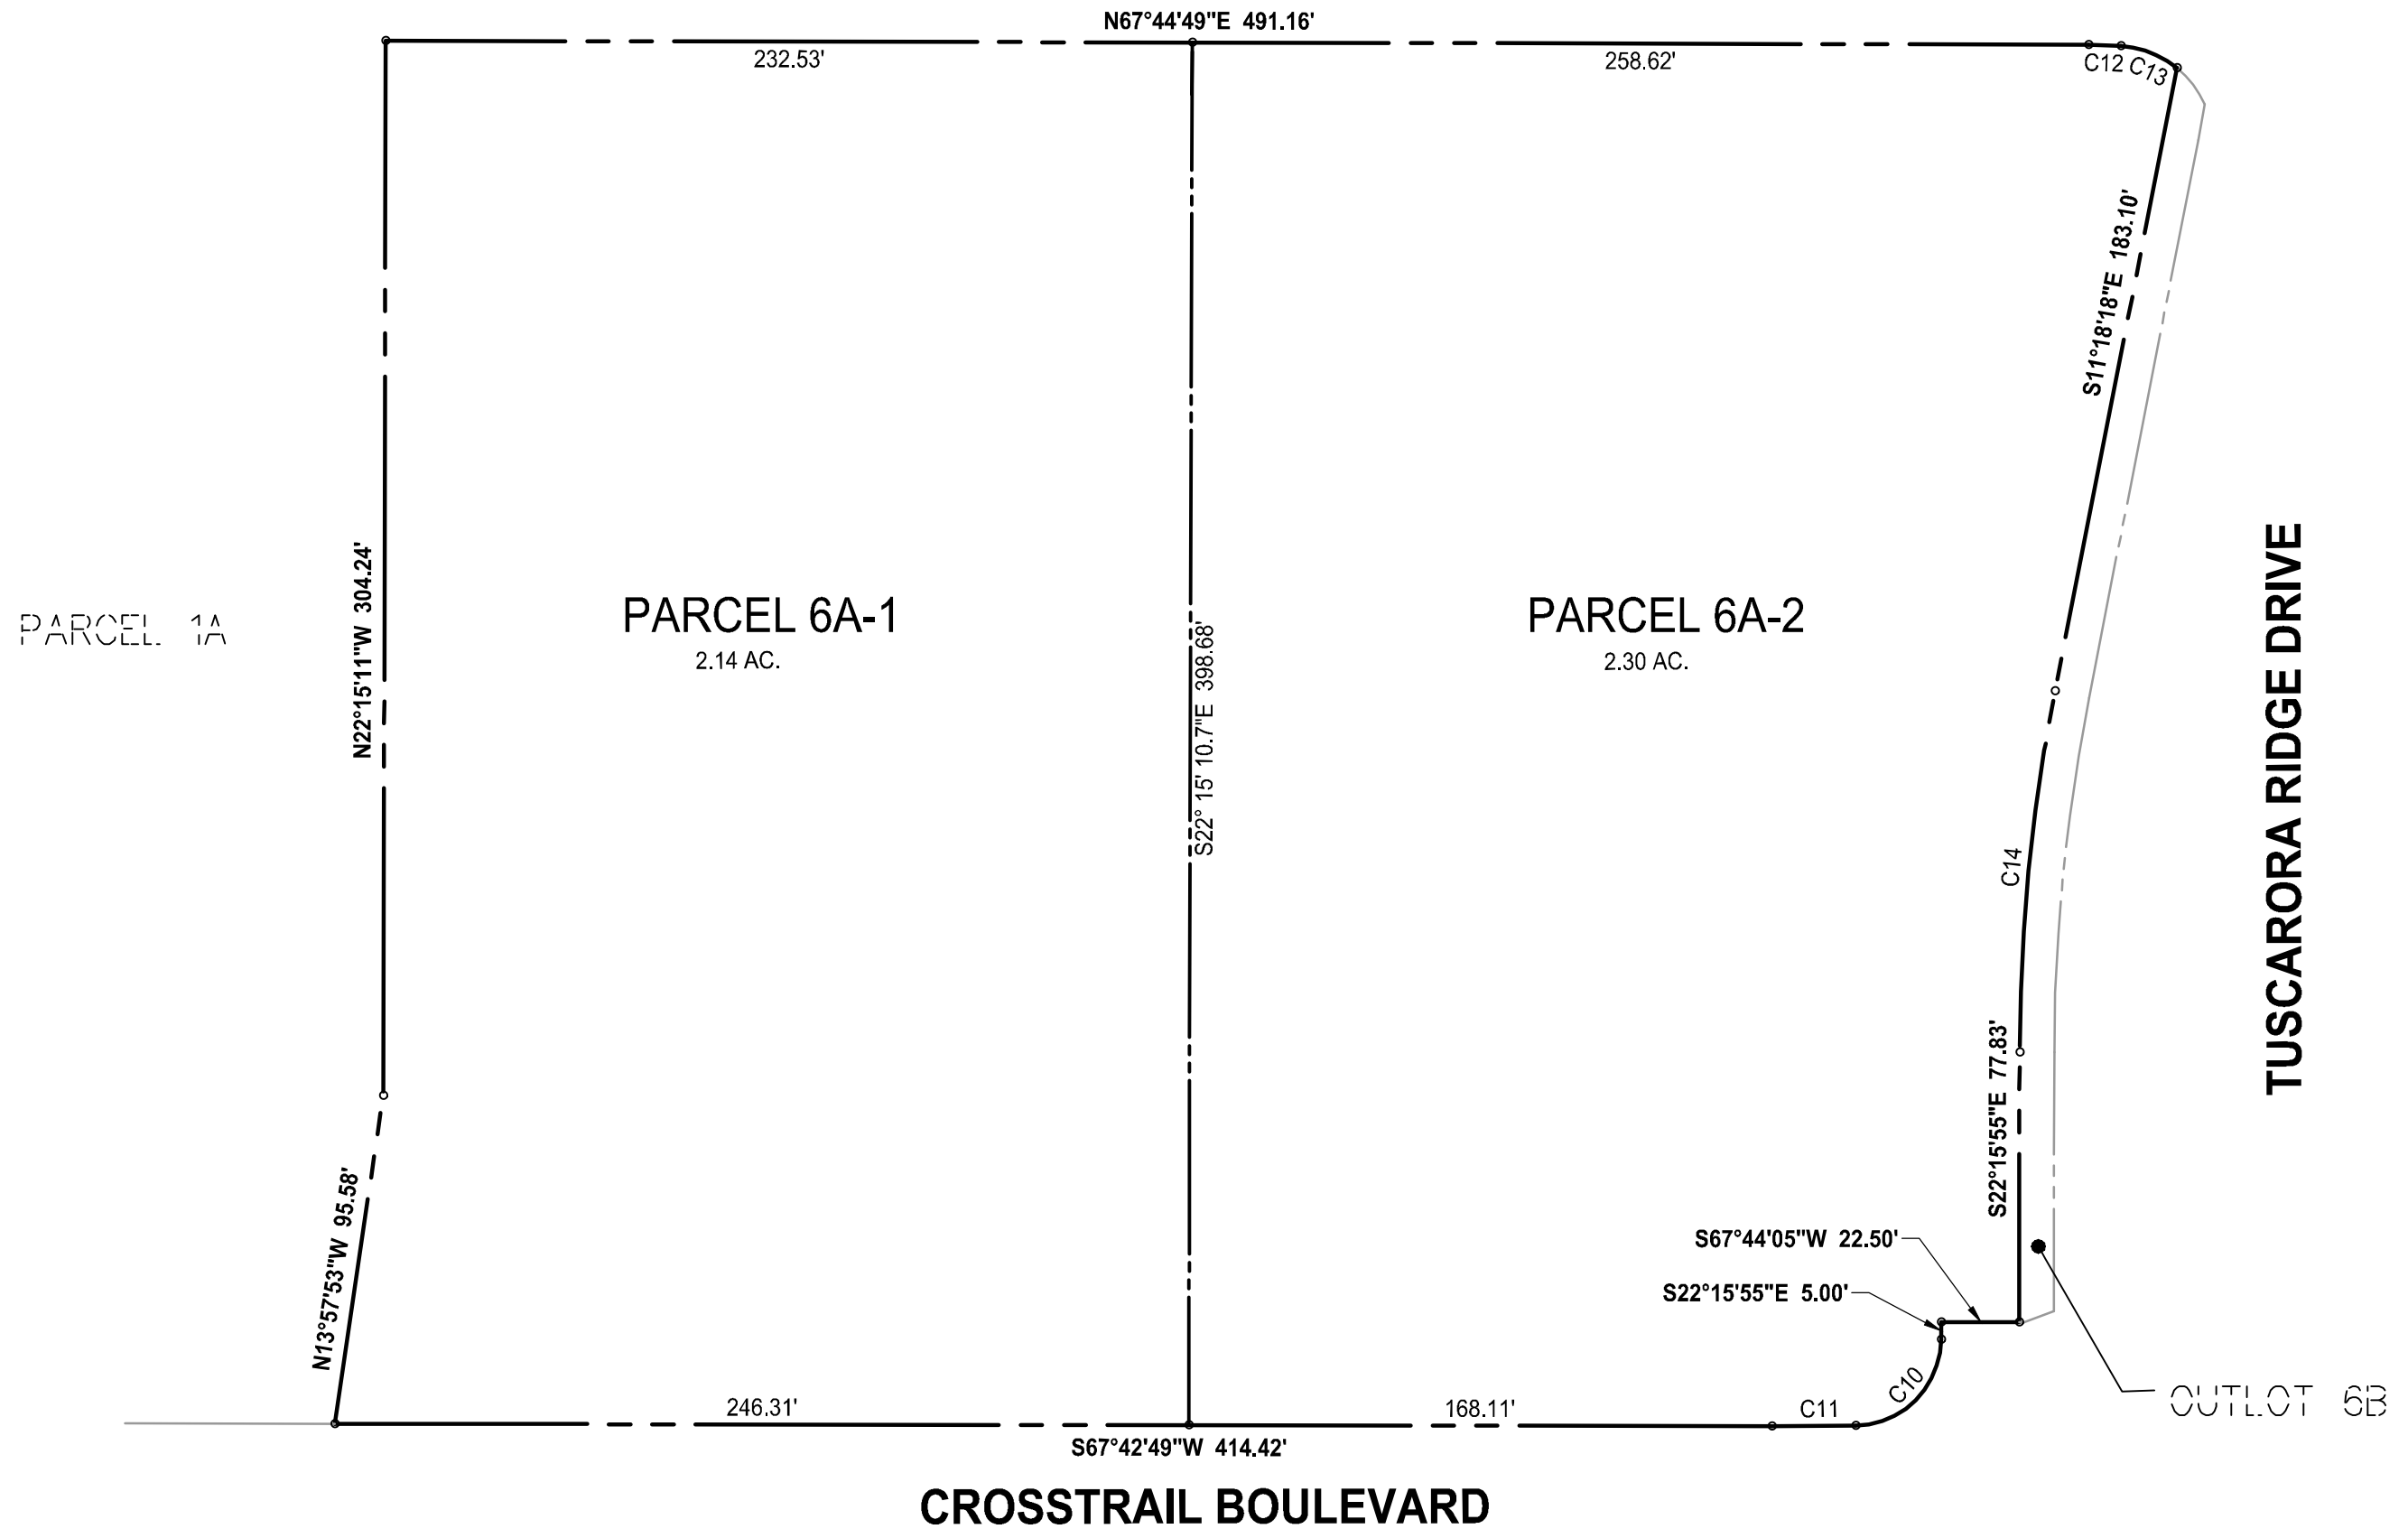 N67°44'49"E 491.16'
232.53'
258.62'
C12
C13
S11°18'18"E 183.10'
N22°15'11"W 304.24'
PARCEL 1A
PARCEL 6A-1
2.14 AC.
S22° 15' 10.7"E 398.68'
PARCEL 6A-2
2.30 AC.
TUSCARORA RIDGE DRIVE
C14
S22°15'55"E 77.83'
N13°57'53"W 95.58'
S67°44'05"W 22.50'
S22°15'55"E 5.00'
C10
OUTLOT 6B
246.31'
168.11'
C11
S67°42'49"W 414.42'
CROSSTRAIL BOULEVARD